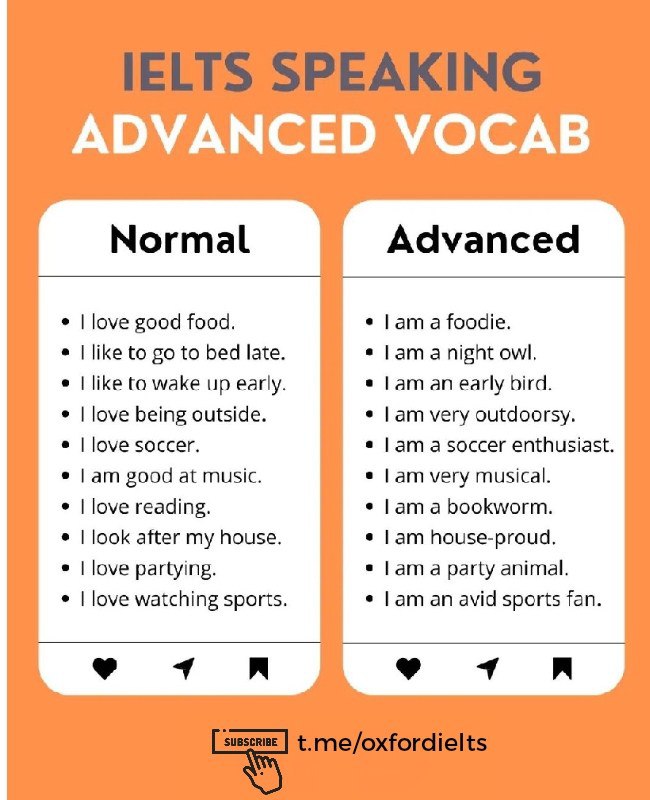 IELTS SPEAKING
ADVANCED VOCAB
Normal
• I love good food.
• I like to go to bed late.
• I like to wake up early.
• I love being outside.
• I love soccer.
• I am good at music.
• I love reading.
• I look after my house.
• I love partying.
• I love watching sports.
Advanced
• I am a foodie.
• I am a night owl.
• I am an early bird.
• I am very outdoorsy.
• I am a soccer enthusiast.
• I am very musical.
• I am a bookworm.
• I am house-proud.
• I am a party animal.
• I am an avid sports fan.
SUBSCRIBE t.me/oxfordielts